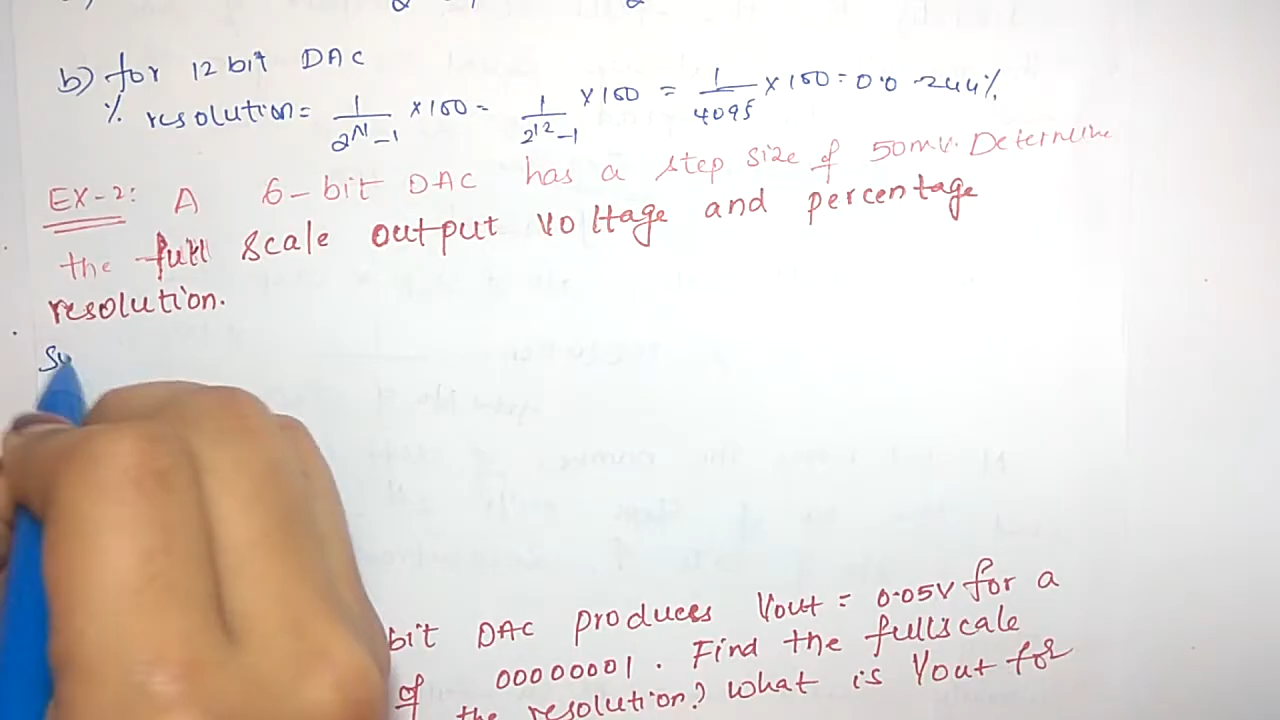 b) for 12 bit DAC
% resolution = 1/2^N-1 × 100 = 1/2^12-1 × 100 = 1/4095 × 100 = 0.0244%
EX-2: A 6-bit DAC has a step size of 50mv. Determine
the full scale output voltage and percentage
resolution.
bit DAC produces Vout = 0.05V for a
of 00000001. Find the fullscale
the resolution? What is Vout for